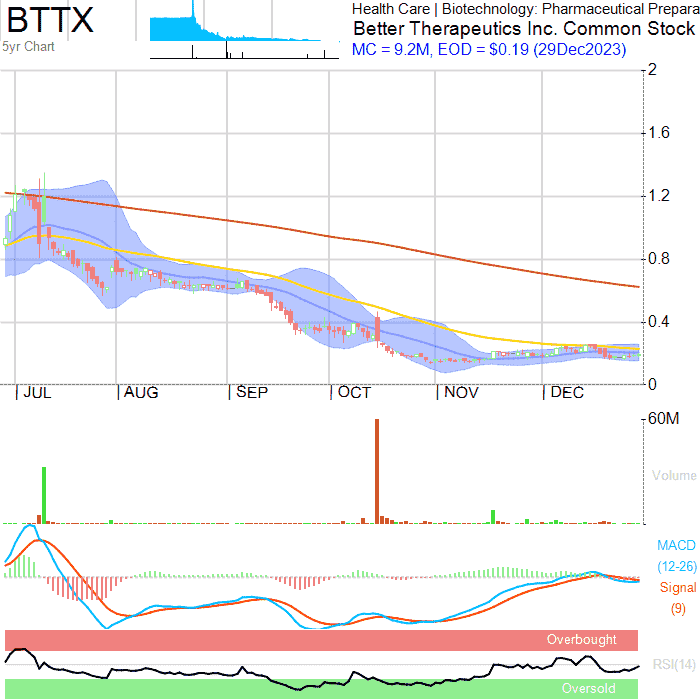 BTTX
5yr Chart
Health Care | Biotechnology: Pharmaceutical Prepara
Better Therapeutics Inc. Common Stock
MC = 9.2M, EOD = $0.19 (29Dec2023)
2
1.6
1.2
0.8
0.4
0
JUL AUG SEP OCT NOV DEC
60M
Volume
MACD
(12-26)
Signal
(9)
Overbought
RSI(14)
Oversold